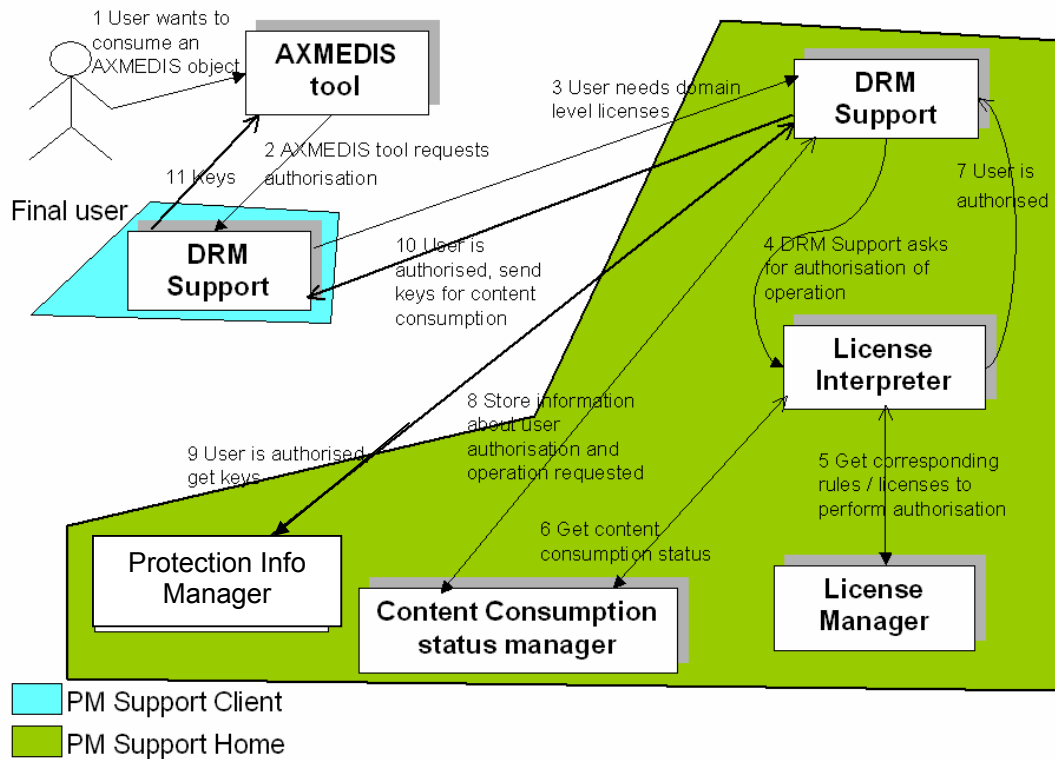 1 User wants to
consume an
AXMEDIS object
AXMEDIS
tool
3 User needs domain
level licenses
DRM
Support
2 AXMEDIS tool requests
authorisation
11 Keys
7 User is
authorised
Final user
DRM
Support
10 User is
authorised, send
keys for content
consumption
4 DRM Support asks
for authorisation of
operation
License
Interpreter
8 Store information
about user
authorisation and
operation requested
9 User is authorised,
get keys
5 Get corresponding
rules / licenses to
perform authorisation
6 Get content
consumption status
Protection Info
Manager
Content Consumption
status manager
License
Manager
PM Support Client
PM Support Home